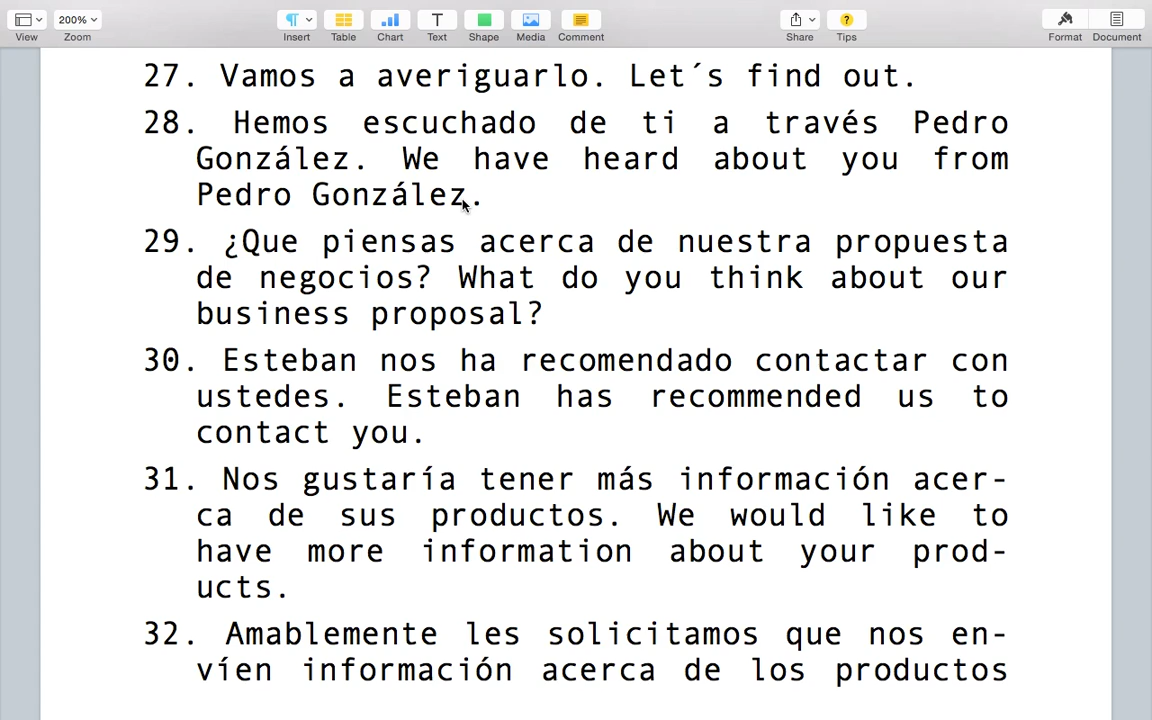 200%
View
Zoom
Insert
Table
Chart
Text
Shape
Media
Comment
Share
Tips
Format
Document
27. Vamos a averiguarlo. Let´s find out.
28. Hemos escuchado de ti a través Pedro
González. We have heard about you from
Pedro González.
29. ¿Que piensas acerca de nuestra propuesta
de negocios? What do you think about our
business proposal?
30. Esteban nos ha recomendado contactar con
ustedes. Esteban has recommended us to
contact you.
31. Nos gustaría tener más información acer-
ca de sus productos. We would like to
have more information about your prod-
ucts.
32. Amablemente les solicitamos que nos en-
víen información acerca de los productos